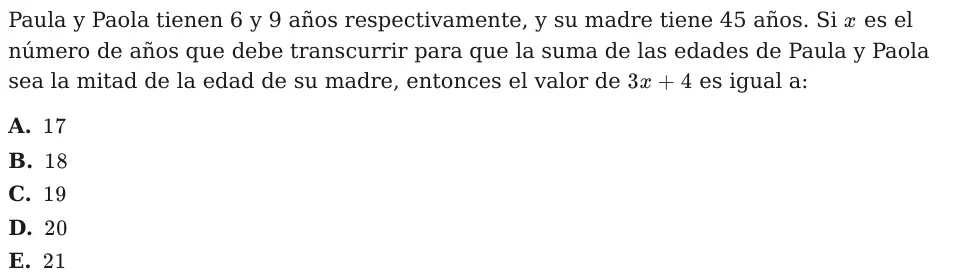 Paula y Paola tienen 6 y 9 años respectivamente, y su madre tiene 45 años. Si x es el
número de años que debe transcurrir para que la suma de las edades de Paula y Paola
sea la mitad de la edad de su madre, entonces el valor de 3x + 4 es igual a:
A. 17
B. 18
C. 19
D. 20
E. 21